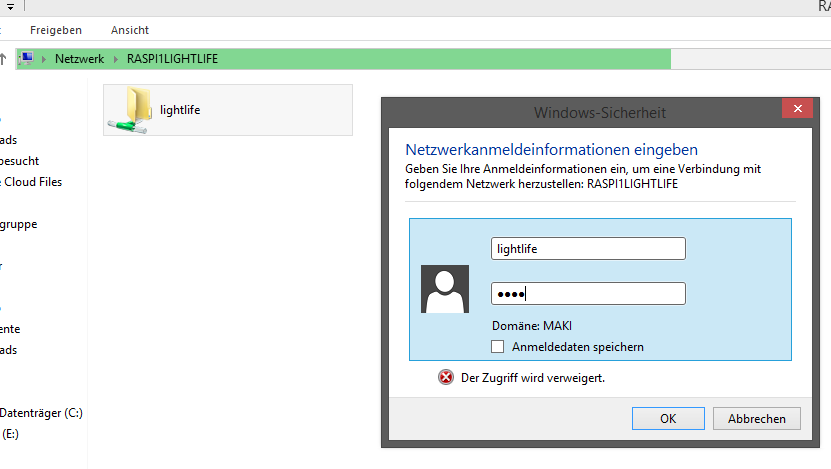 RA
Freigeben Ansicht
Netzwerk RASPI1LIGHTLIFE
lightlife
ads
besucht
Cloud Files
gruppe
r
ente
ads
Datenträger (C:)
(E:)
Windows-Sicherheit
Netzwerkanmeldeinformationen eingeben
Geben Sie Ihre Anmeldeinformationen ein, um eine Verbindung mit
folgendem Netzwerk herzustellen: RASPI1LIGHTLIFE
lightlife
●●●●
Domäne: MAKI
Anmeldedaten speichern
Der Zugriff wird verweigert.
OK Abbrechen